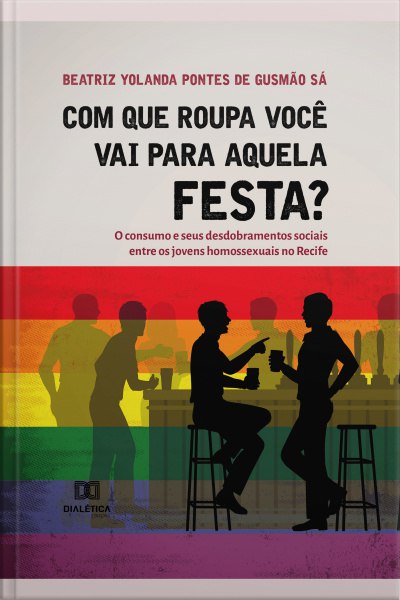 BEATRIZ YOLANDA PONTES DE GUSMÃO SÁ
COM QUE ROUPA VOCÊ
VAI PARA AQUELA
FESTA?
O consumo e seus desdobramentos sociais
entre os jovens homossexuais no Recife
DIALÉTICA